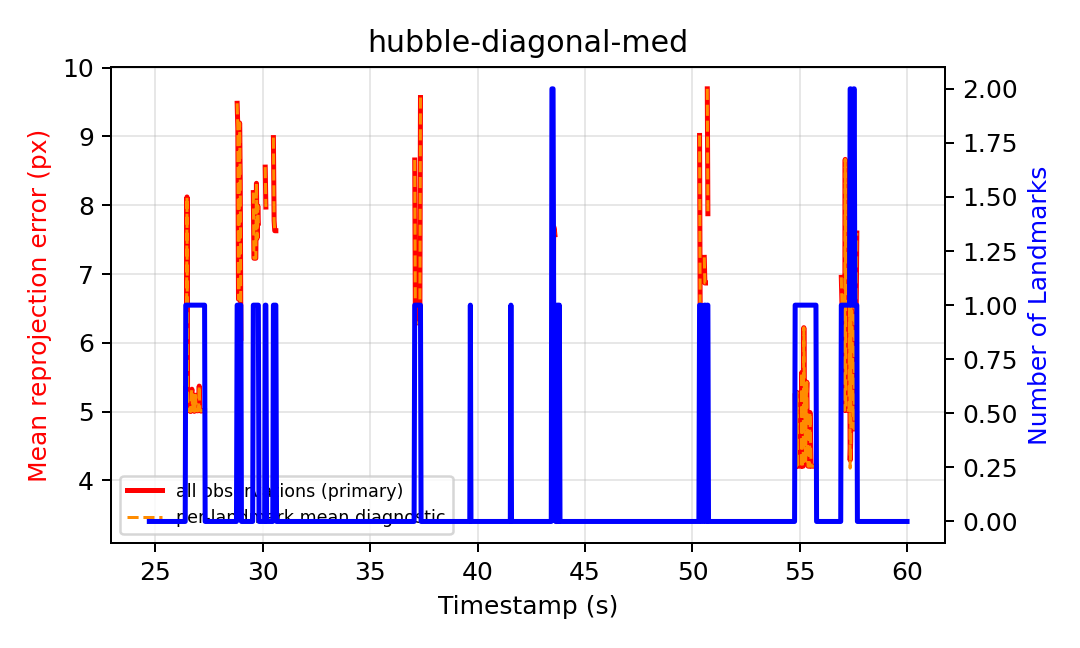 hubble-diagonal-med
10
9
8
7
6
5
4
Mean reprojection error (px)
2.00
1.75
1.50
1.25
1.00
0.75
0.50
0.25
0.00
Number of Landmarks
all observations (primary)
per-landmark mean diagnostic
25 30 35 40 45 50 55 60
Timestamp (s)